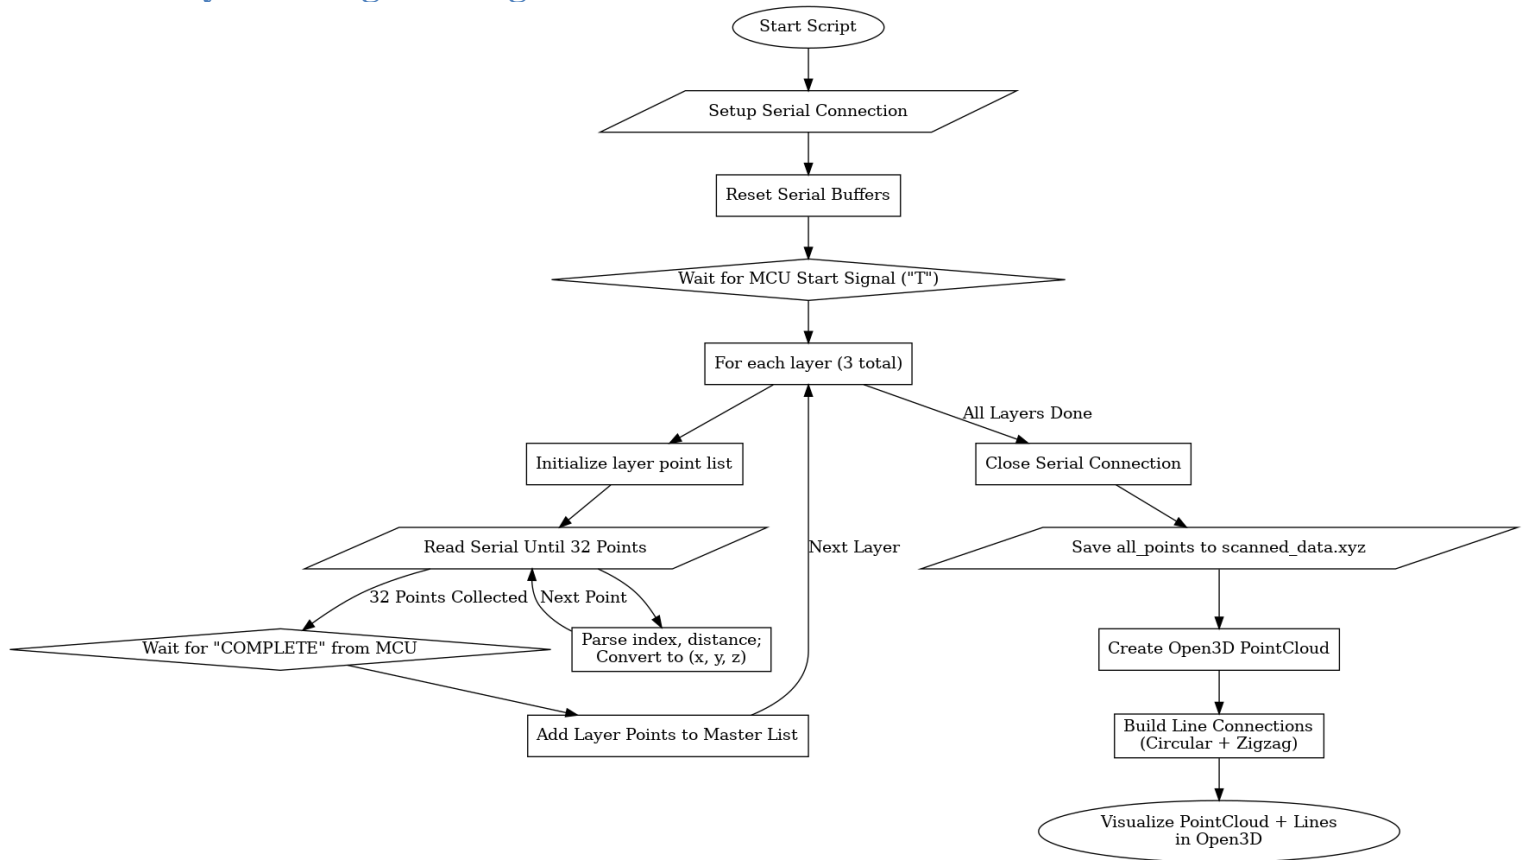 Start Script
Setup Serial Connection
Reset Serial Buffers
Wait for MCU Start Signal ("T")
For each layer (3 total)
All Layers Done
Initialize layer point list
Close Serial Connection
Read Serial Until 32 Points
Next Layer
Save all_points to scanned_data.xyz
32 Points Collected
Next Point
Wait for "COMPLETE" from MCU
Parse index, distance;
Convert to (x, y, z)
Create Open3D PointCloud
Add Layer Points to Master List
Build Line Connections
(Circular + Zigzag)
Visualize PointCloud + Lines
in Open3D